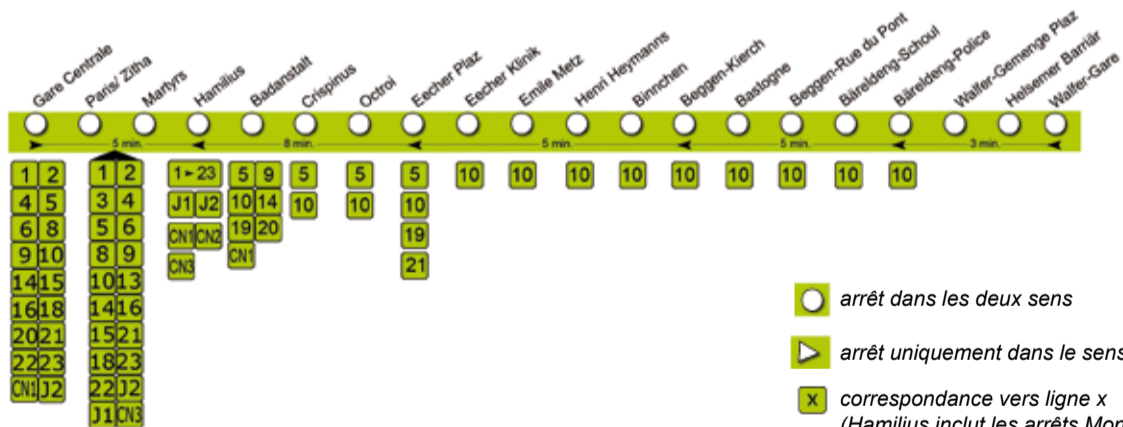 Gare Centrale
Paris/ Zitha
Martyrs
Hamilius
Badanstalt
Crispinus
Octroi
Eecher Plaz
Eecher Klinik
Emile Metz
Henri Heymanns
Binnchen
Beggen-Kierch
Bastogne
Beggen-Rue du Pont
Bäreldeng-Schoul
Bäreldeng-Police
Walfer-Gemenge Plaz
Helsemer Barriär
Walfer-Gare
5 min. 8 min. 5 min. 5 min. 3 min.
1 2
4 5
6 8
9 10
14 15
16 18
20 21
22 23
CN1 J2
1 2
3 4
5 6
8 9
10 13
14 16
15 21
18 23
22 J2
J1 CN3
1 ► 23
J1 J2
CN1 CN2
CN3
5 9
10 14
19 20
CN1
5
10
5
10
5
10
19
21
10
10
10
10
10
10
10
10
10
arrêt dans les deux sens
arrêt uniquement dans le sens
x correspondance vers ligne x
(Hamilius inclut les arrêts Mon